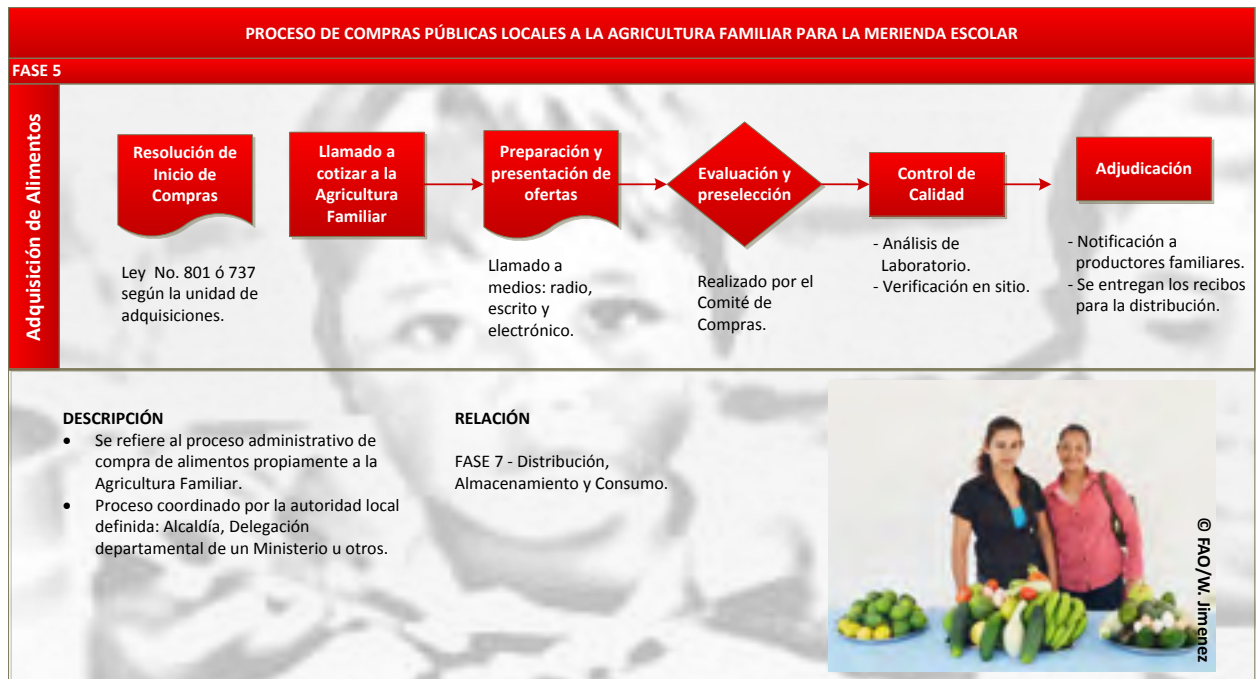 PROCESO DE COMPRAS PÚBLICAS LOCALES A LA AGRICULTURA FAMILIAR PARA LA MERIENDA ESCOLAR
FASE 5
Adquisición de Alimentos
Resolución de
Inicio de
Compras
Ley No. 801 ó 737
según la unidad de
adquisiciones.
Llamado a
cotizar a la
Agricultura
Familiar
Preparación y
presentación de
ofertas
Llamado a
medios: radio,
escrito y
electrónico.
Evaluación y
preselección
Realizado por el
Comité de
Compras.
Control de
Calidad
- Análisis de
Laboratorio.
- Verificación en sitio.
Adjudicación
- Notificación a
productores familiares.
- Se entregan los recibos
para la distribución.
DESCRIPCIÓN
• Se refiere al proceso administrativo de
compra de alimentos propiamente a la
Agricultura Familiar.
• Proceso coordinado por la autoridad local
definida: Alcaldía, Delegación
departamental de un Ministerio u otros.
RELACIÓN
FASE 7 - Distribución,
Almacenamiento y Consumo.
© FAO/W. Jimenez